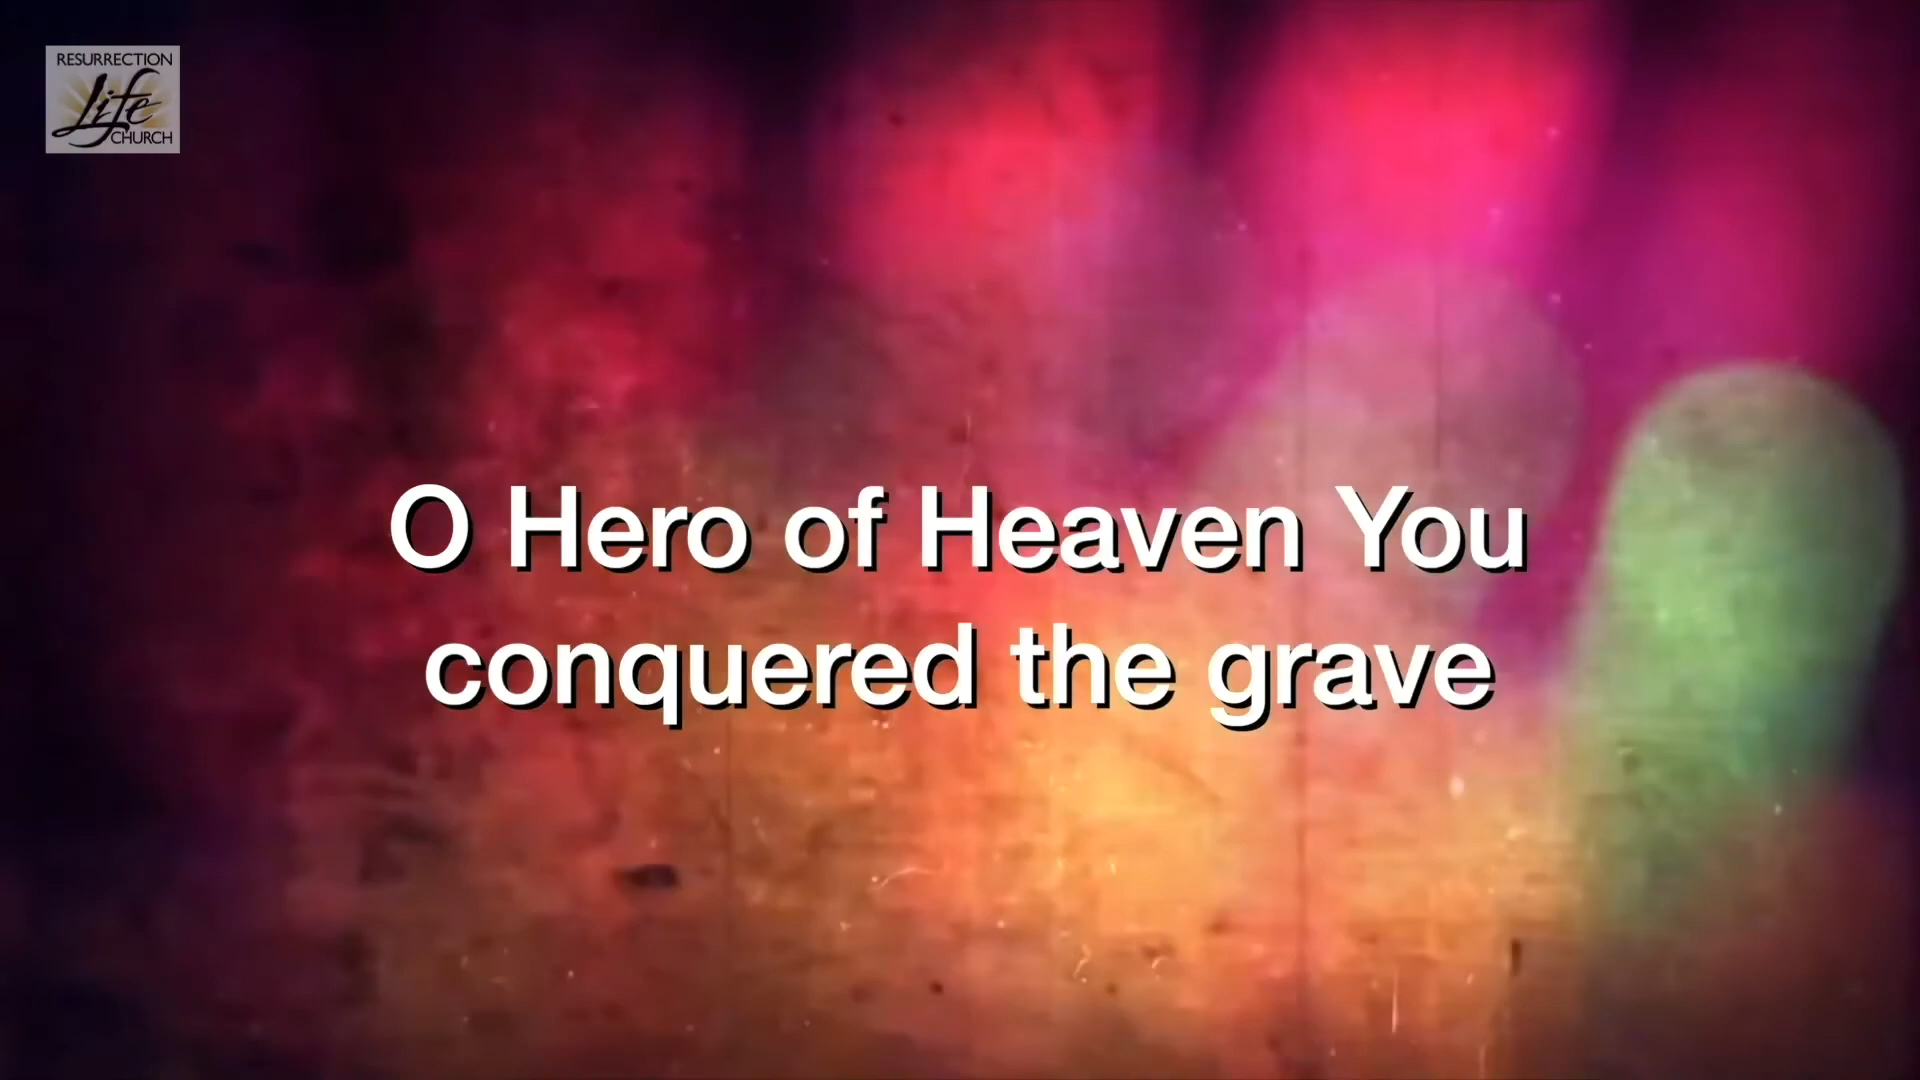 RESURRECTION
Life
CHURCH
O Hero of Heaven You
conquered the grave